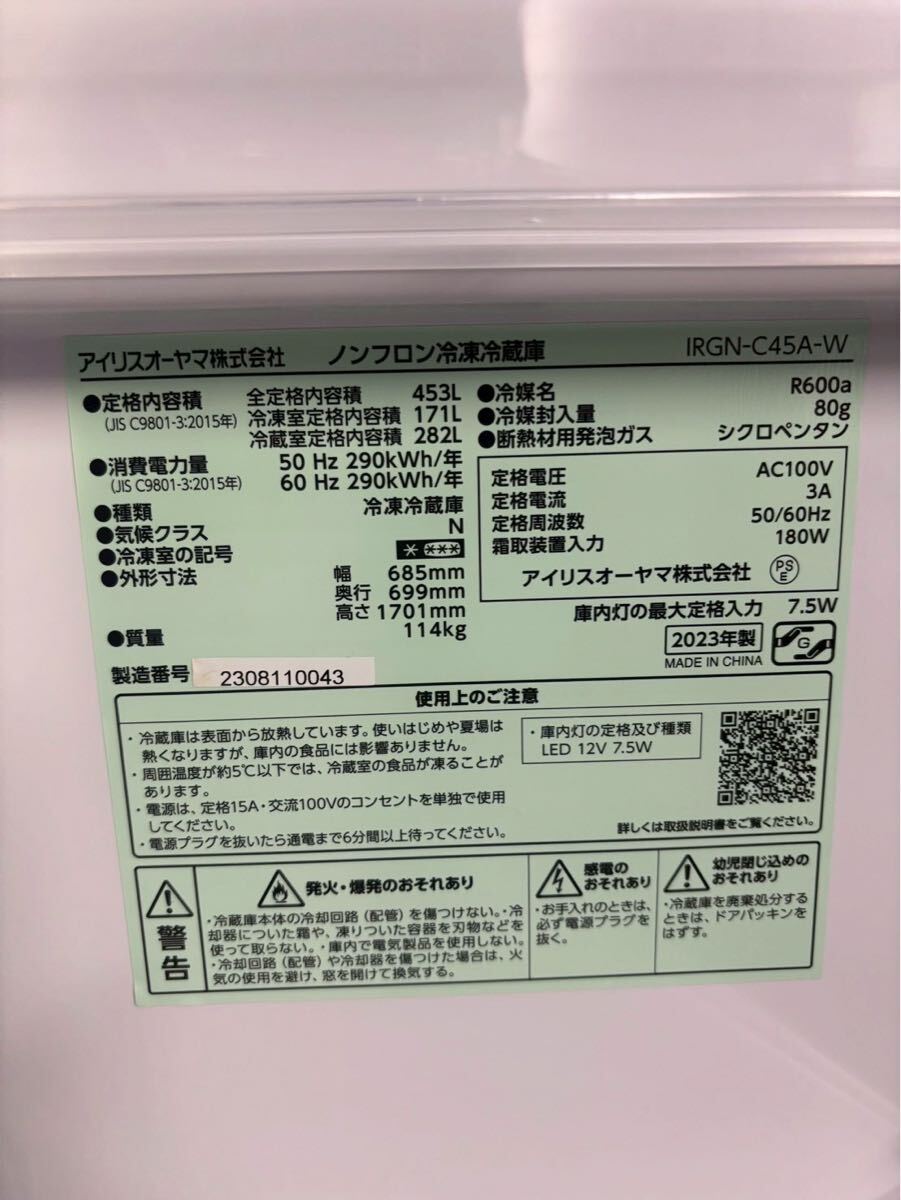 アイリスオーヤマ株式会社 ノンフロン冷凍冷蔵庫 IRGN-C45A-W
●定格内容積 全定格内容積 453L
(JIS C9801-3:2015年) 冷凍室定格内容積 171L
冷蔵室定格内容積 282L
●消費電力量 50 Hz 290kWh/年
(JIS C9801-3:2015年) 60 Hz 290kWh/年
●種類 冷凍冷蔵庫
●気候クラス N
●冷凍室の記号 * ***
●外形寸法 幅 685mm
奥行 699mm
高さ 1701mm
●質量 114kg
製造番号 2308110043
●冷媒名 R600a
●冷媒封入量 80g
●断熱材用発泡ガス シクロペンタン
定格電圧 AC100V
定格電流 3A
定格周波数 50/60Hz
霜取装置入力 180W
アイリスオーヤマ株式会社 PSE
庫内灯の最大定格入力 7.5W
2023年製 G
MADE IN CHINA
使用上のご注意
・冷蔵庫は表面から放熱しています。使いはじめや夏場は
熱くなりますが、庫内の食品には影響ありません。
・周囲温度が約5℃以下では、冷蔵室の食品が凍ることが
あります。
・電源は、定格15A・交流100Vのコンセントを単独で使用
してください。
・電源プラグを抜いたら通電まで6分間以上待ってください。
・庫内灯の定格及び種類
LED 12V 7.5W
詳しくは取扱説明書をご覧ください。
警告
発火・爆発のおそれあり
・冷蔵庫本体の冷却回路（配管）を傷つけない。・冷
却器についた霜や、凍りついた容器を刃物などを
使って取らない。・庫内で電気製品を使用しない。
・冷却回路（配管）や冷却器を傷つけた場合は、火
気の使用を避け、窓を開けて換気する。
感電の
おそれあり
・お手入れのときは、
必ず電源プラグを
抜く。
幼児閉じ込めの
おそれあり
・冷蔵庫を廃棄処分する
ときは、ドアパッキンを
はずす。